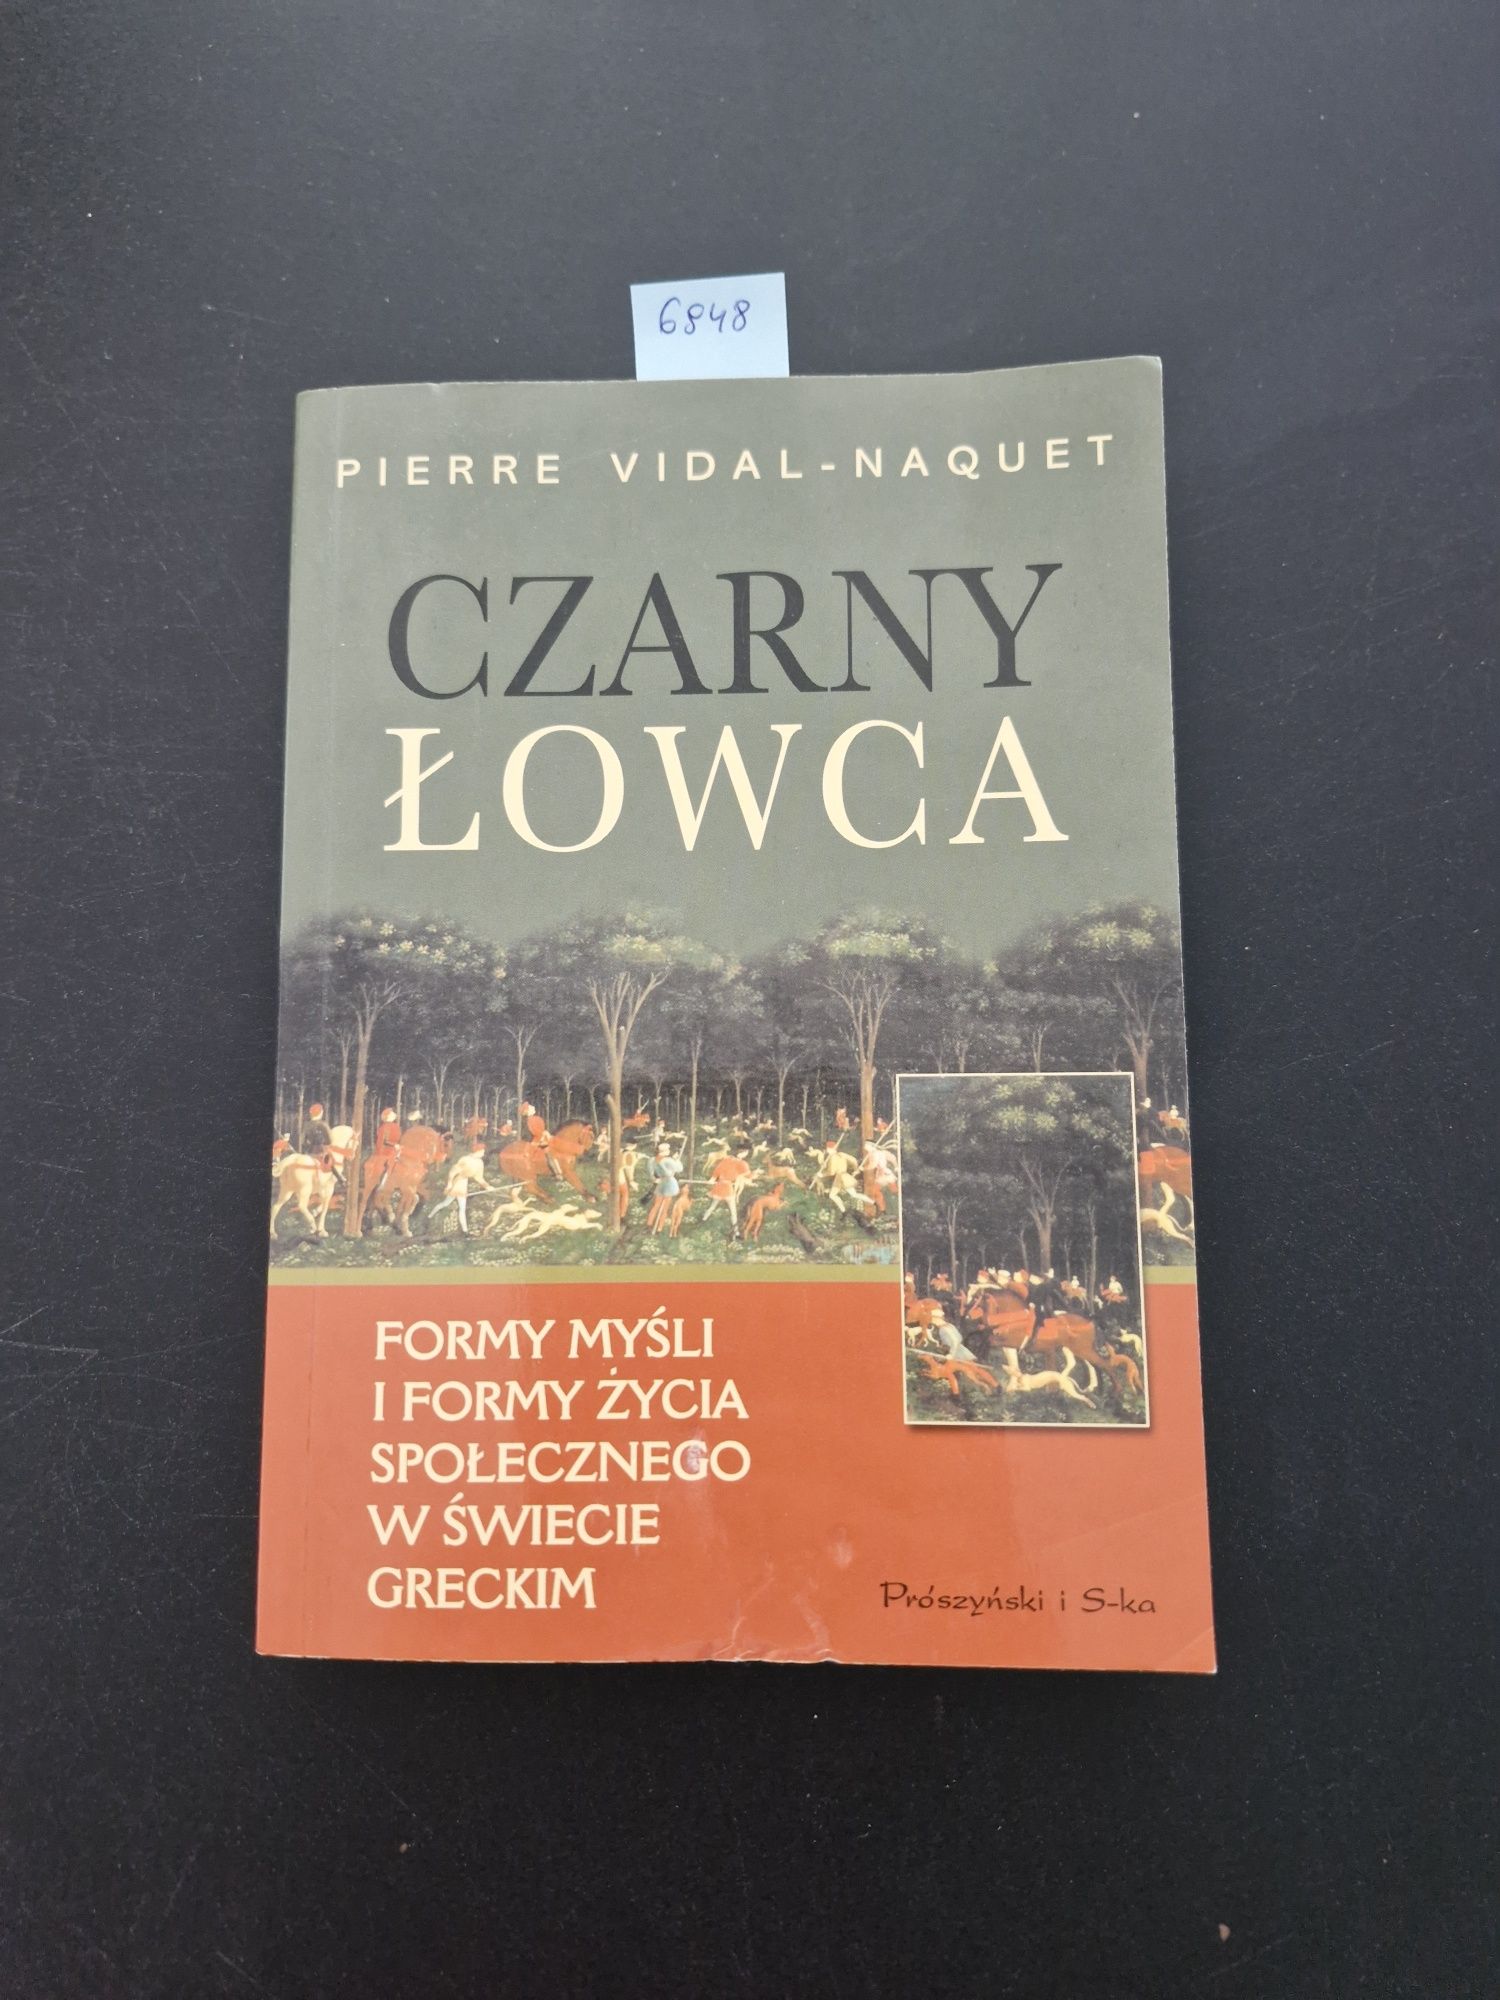 6848
PIERRE VIDAL-NAQUET
CZARNY
ŁOWCA
FORMY MYŚLI
I FORMY ŻYCIA
SPOŁECZNEGO
W ŚWIECIE
GRECKIM
Prószyński i S-ka